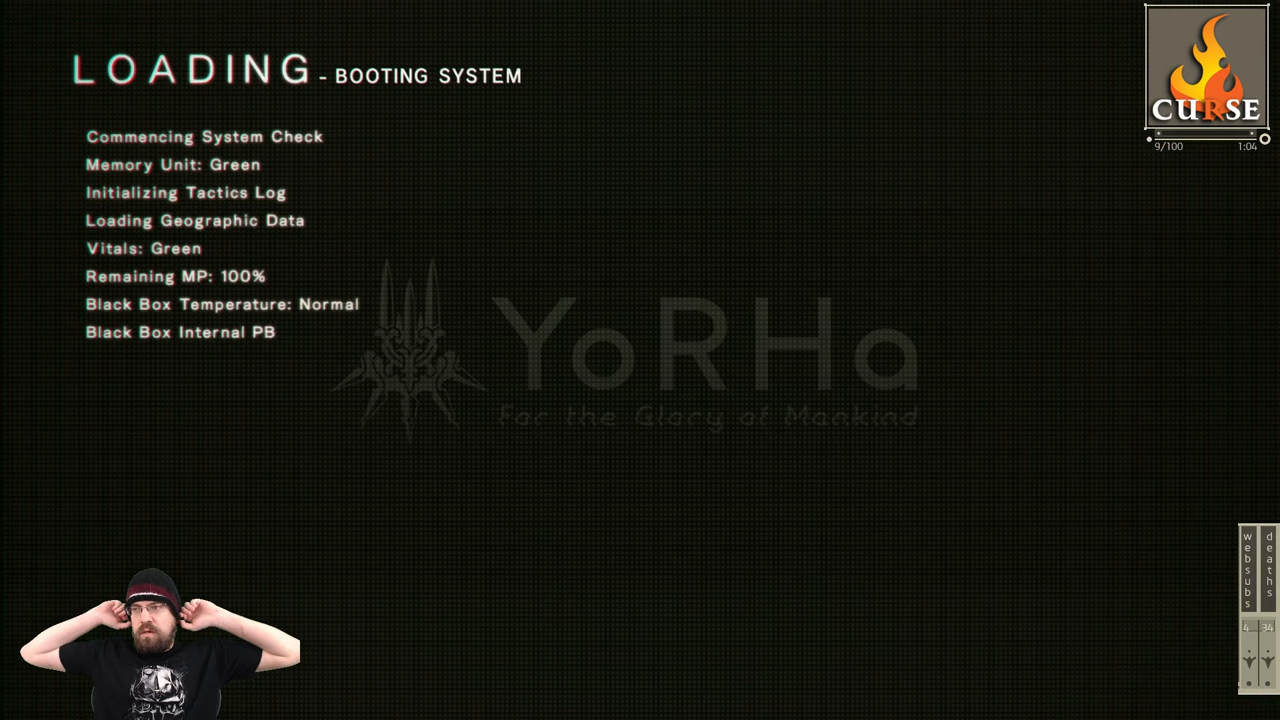 LOADING - BOOTING SYSTEM
Commencing System Check
Memory Unit: Green
Initializing Tactics Log
Loading Geographic Data
Vitals: Green
Remaining MP: 100%
Black Box Temperature: Normal
Black Box Internal PB
YoRHa
For the Glory of Mankind
CURSE
9/100 1:04
websubs deaths
4 34